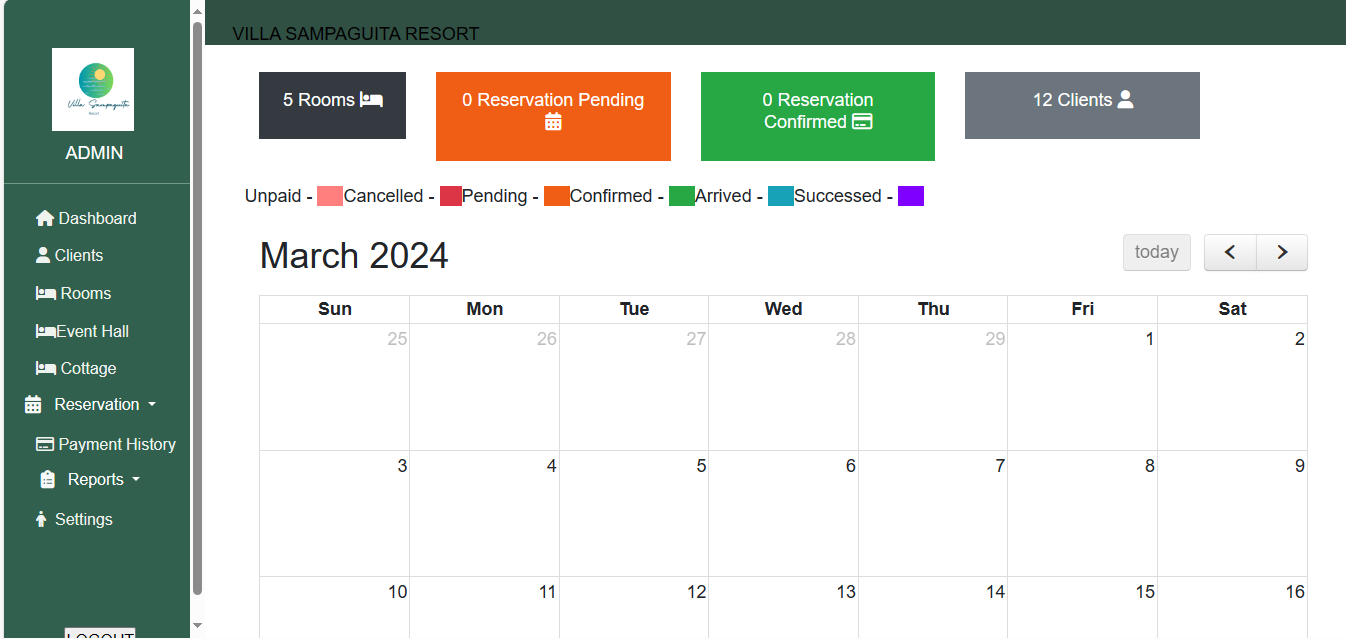 VILLA SAMPAGUITA RESORT
Villa Sampaguita
Resort
ADMIN
Dashboard
Clients
Rooms
Event Hall
Cottage
Reservation
Payment History
Reports
Settings
LOGOUT
5 Rooms
0 Reservation Pending
0 Reservation
Confirmed
12 Clients
Unpaid - Cancelled - Pending - Confirmed - Arrived - Successed -
March 2024
today
Sun Mon Tue Wed Thu Fri Sat
25 26 27 28 29 1 2
3 4 5 6 7 8 9
10 11 12 13 14 15 16